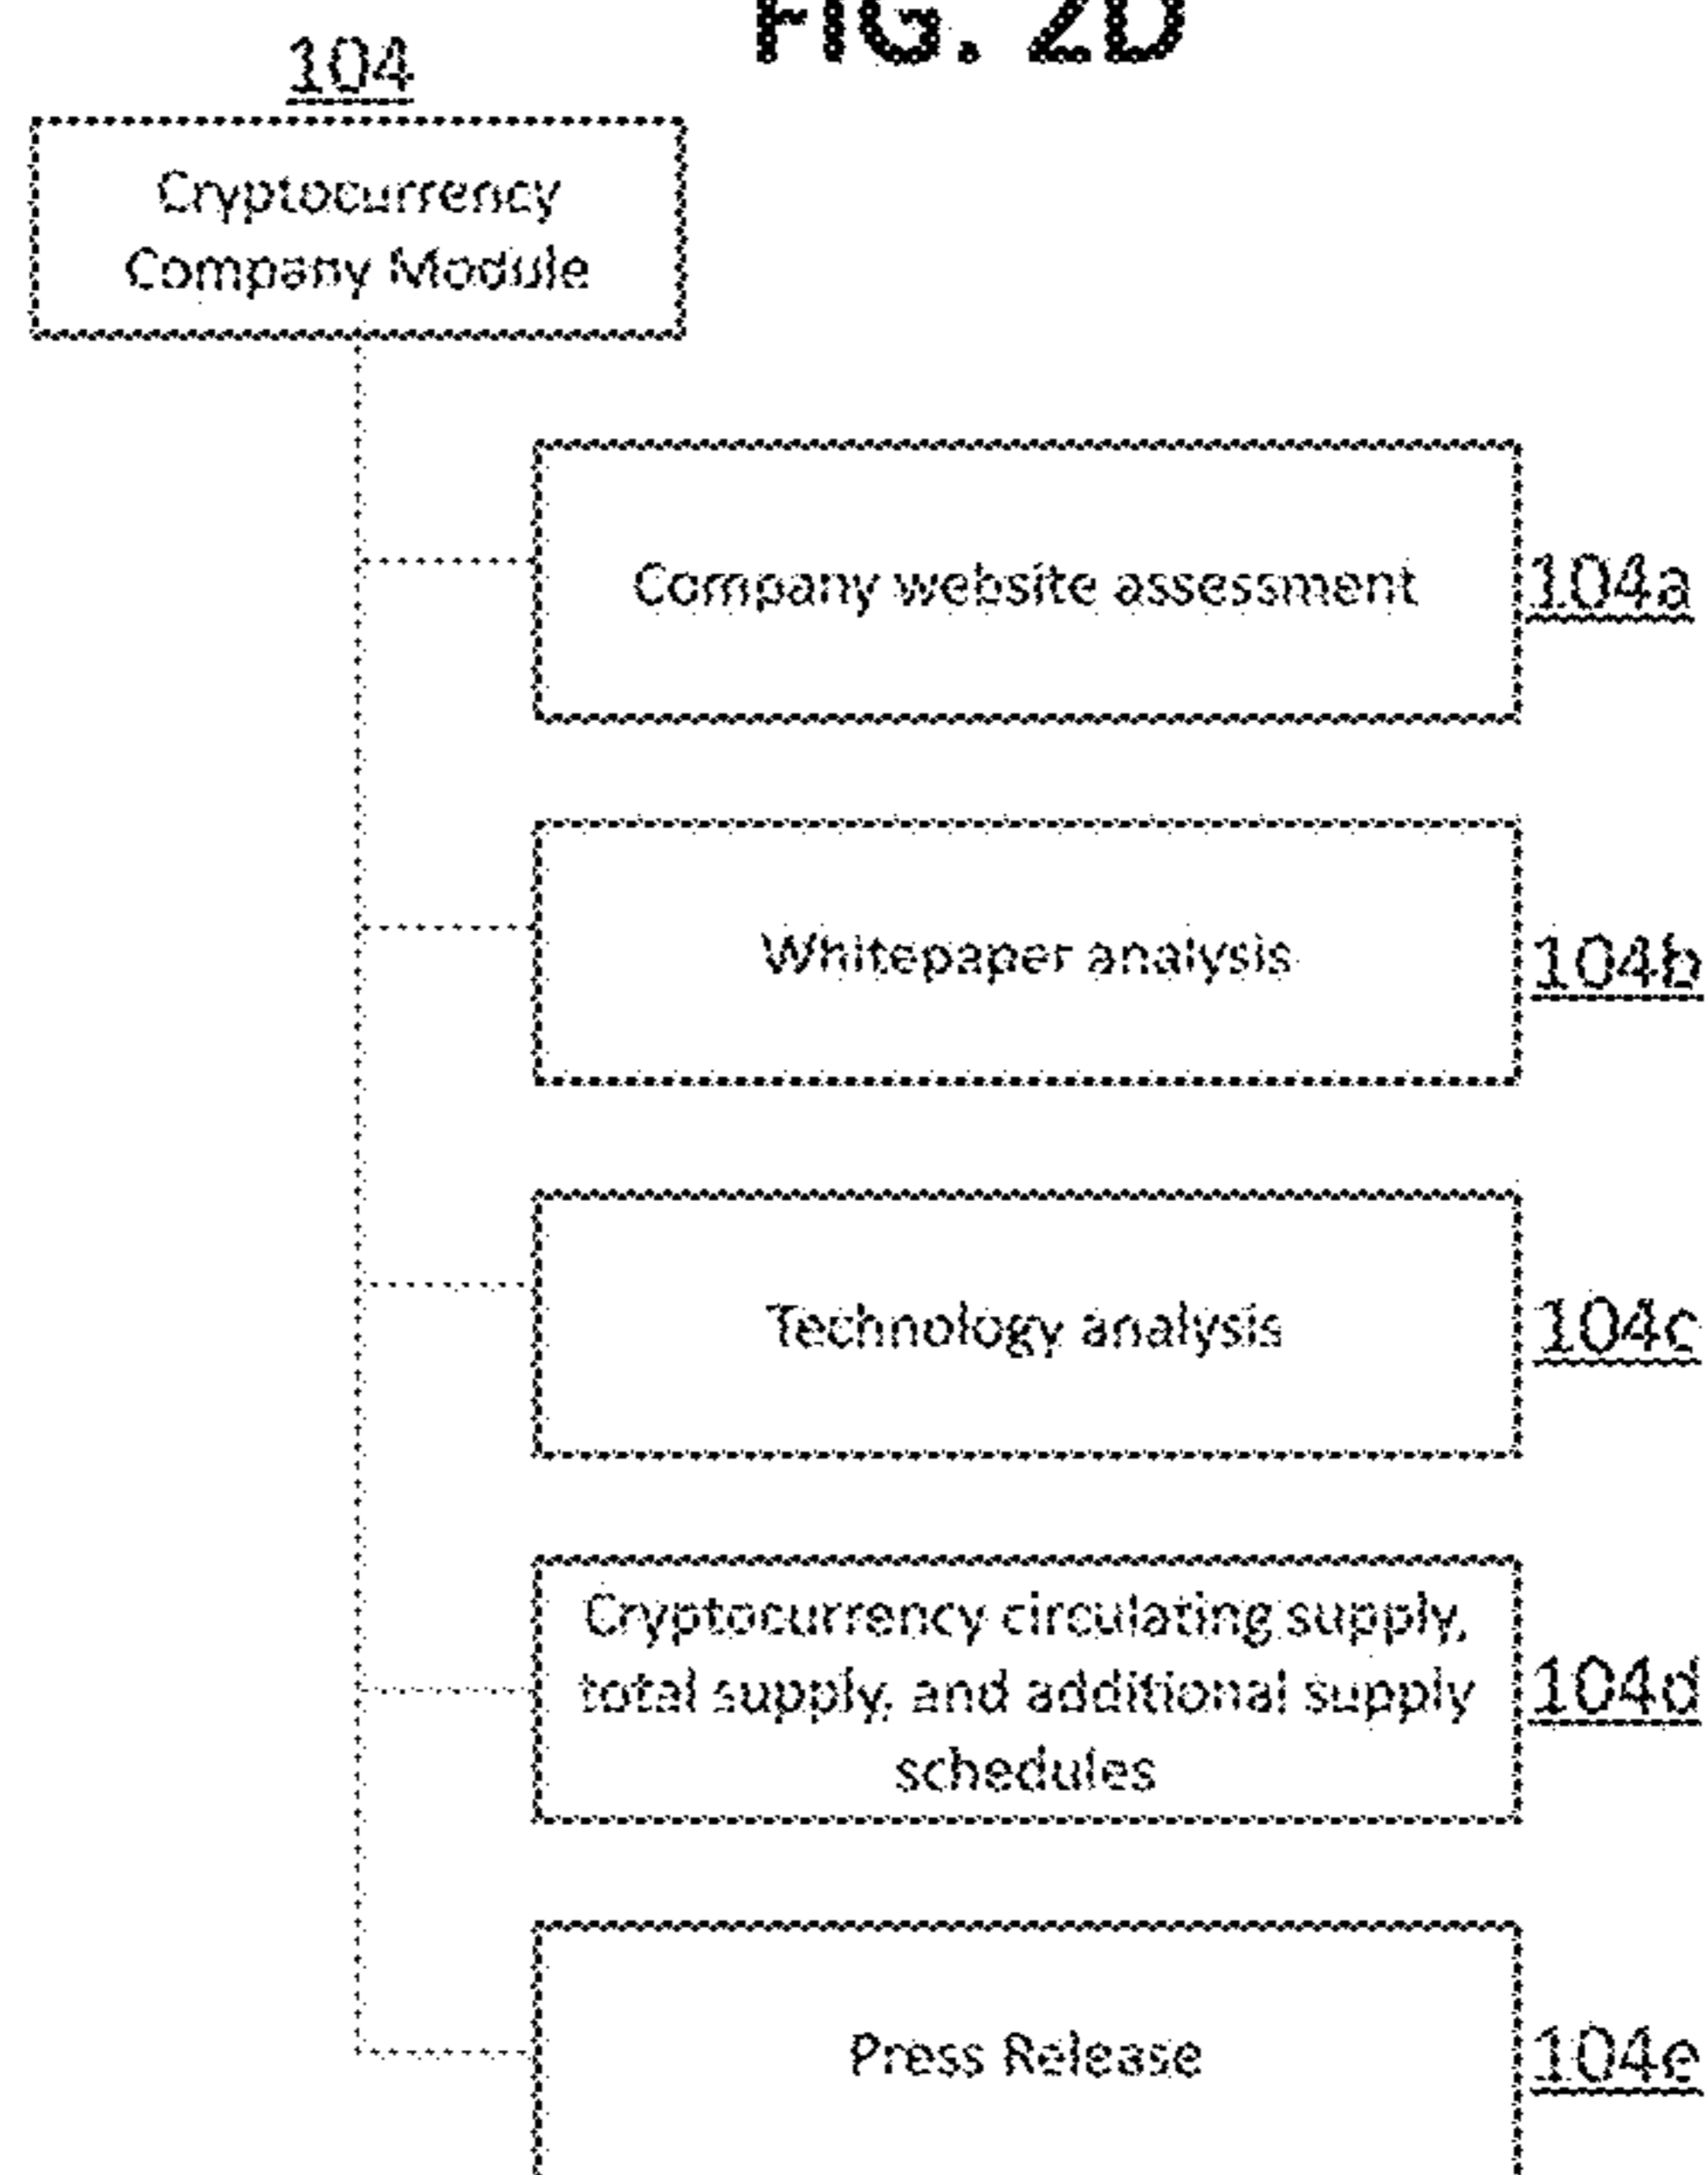 FIG. 2D
104
Cryptocurrency
Company Module
Company website assessment
104a
Whitepaper analysis
104b
Technology analysis
104c
Cryptocurrency circulating supply,
total supply, and additional supply
schedules
104d
Press Release
104e